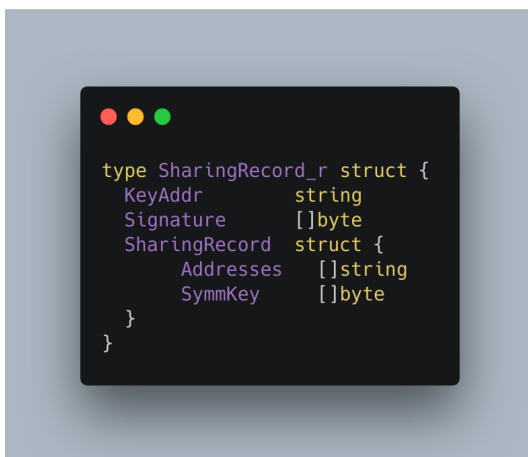 type SharingRecord_r struct {
  KeyAddr        string
  Signature      []byte
  SharingRecord  struct {
       Addresses   []string
       SymmKey     []byte
  }
}